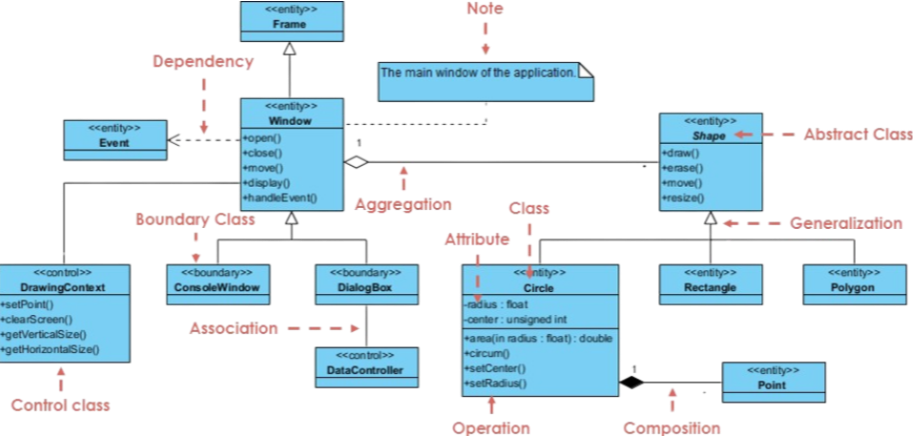 <<entity>>
Frame
Note
Dependency
The main window of the application.
<<entity>>
Window
+open()
+close()
+move()
+display()
+handleEvent()
<<entity>>
Event
1
Aggregation
<<entity>>
Shape
+draw()
+erase()
+move()
+resize()
Abstract Class
Generalization
Boundary Class
Class
Attribute
<<control>>
DrawingContext
+setPoint()
+clearScreen()
+getVerticalSize()
+getHorizontalSize()
Control class
<<boundary>>
ConsoleWindow
<<boundary>>
DialogBox
Association
<<control>>
DataController
<<entity>>
Circle
-radius : float
-center : unsigned int
+area(in radius : float) : double
+circum()
+setCenter()
+setRadius()
Operation
<<entity>>
Rectangle
<<entity>>
Polygon
1
<<entity>>
Point
Composition